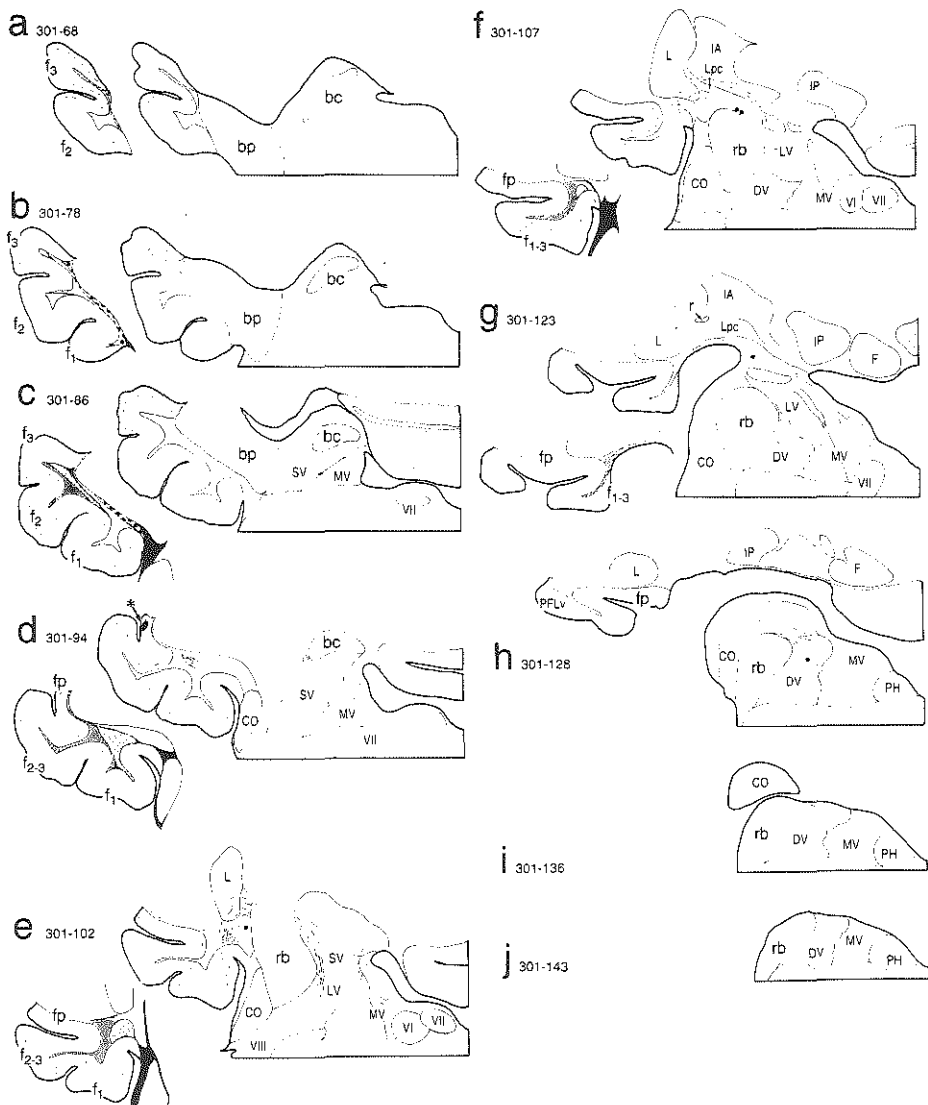 a 301-68
f3
f2
bp
bc
b 301-78
f3
f2
f1
bp
bc
c 301-86
f3
f2
f1
bp
bc
SV
MV
VII
*
d 301-94
fp
f2-3
f1
CO
bc
SV
MV
VII
e 301-102
L
fp
f2-3
f1
CO
VIII
rb
SV
LV
MV
VI
VII
f 301-107
L
IA
Lpc
IP
fp
f1-3
CO
rb
LV
DV
MV
VI
VII
g 301-123
r
IA
L
Lpc
IP
F
fp
f1-3
CO
rb
LV
DV
MV
VII
h 301-128
PFLv
L
fp
IP
F
CO
rb
DV
MV
PH
i 301-136
CO
rb
DV
MV
PH
j 301-143
rb
DV
MV
PH